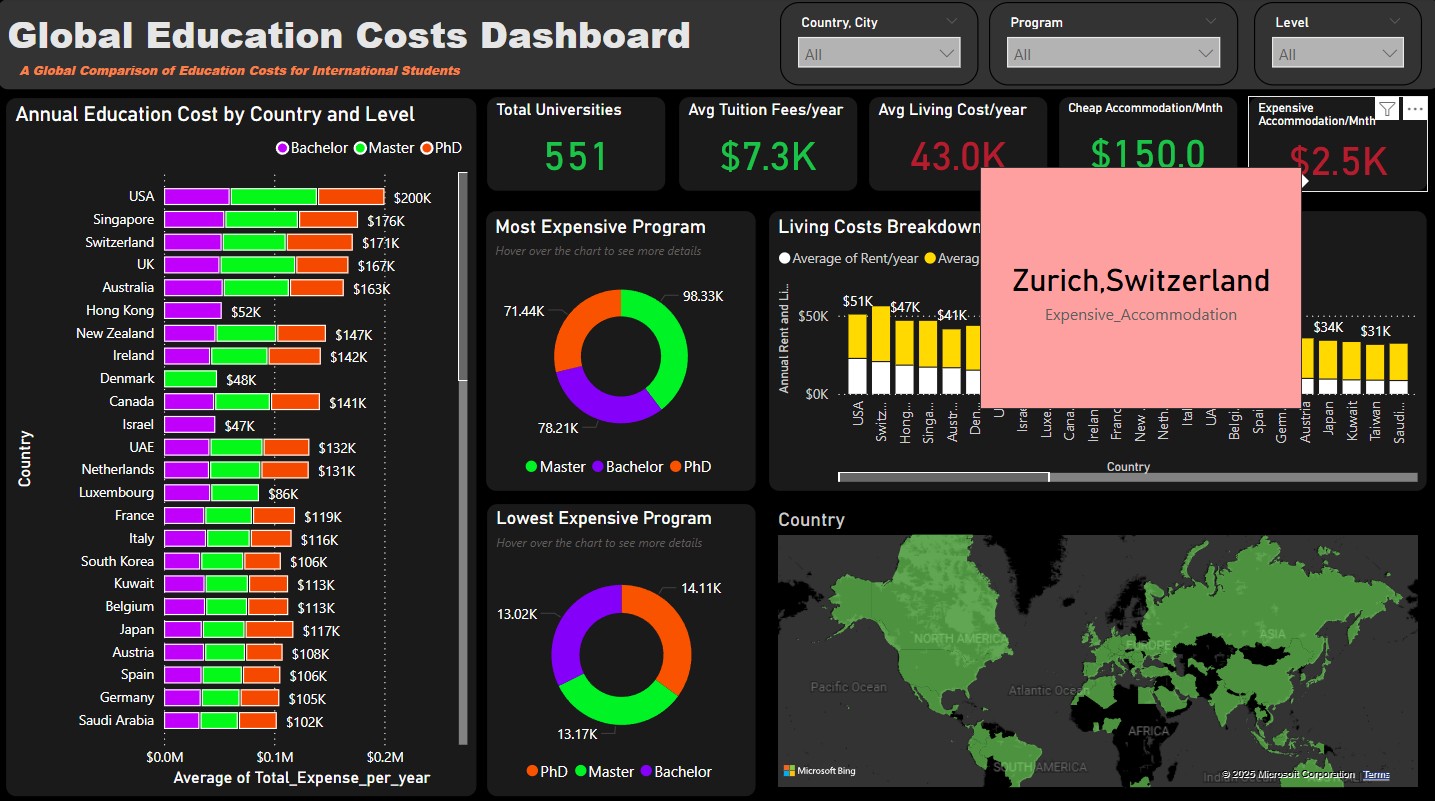 Global Education Costs Dashboard
A Global Comparison of Education Costs for International Students
Country, City
All
Program
All
Level
All
Annual Education Cost by Country and Level
Bachelor Master PhD
Country
USA $200K
Singapore $176K
Switzerland $171K
UK $167K
Australia $163K
Hong Kong $52K
New Zealand $147K
Ireland $142K
Denmark $48K
Canada $141K
Israel $47K
UAE $132K
Netherlands $131K
Luxembourg $86K
France $119K
Italy $116K
South Korea $106K
Kuwait $113K
Belgium $113K
Japan $117K
Austria $108K
Spain $106K
Germany $105K
Saudi Arabia $102K
$0.0M $0.1M $0.2M
Average of Total_Expense_per_year
Total Universities
551
Avg Tuition Fees/year
$7.3K
Avg Living Cost/year
43.0K
Cheap Accommodation/Mnth
$150.0
Expensive
Accommodation/Mnth
$2.5K
Most Expensive Program
Hover over the chart to see more details
71.44K
98.33K
78.21K
Master Bachelor PhD
Living Costs Breakdown
Average of Rent/year Averag
Annual Rent and Li...
$50K
$0K
$51K
$47K
$41K
$34K
$31K
USA
Switz...
Hong...
Singa...
Austr...
Den...
U
Israe
Luxe...
Cana...
Ireland
Franc
New ...
Neth...
Ital
UA
Belgi
Spai
Germ...
Austria
Japan
Kuwait
Taiwan
Saudi...
Country
Zurich,Switzerland
Expensive_Accommodation
Lowest Expensive Program
Hover over the chart to see more details
13.02K
14.11K
13.17K
PhD Master Bachelor
Country
NORTH AMERICA
EUROPE
ASIA
Pacific Ocean
Atlantic Ocean
AFRICA
SOUTH AMERICA
Microsoft Bing
© 2025 Microsoft Corporation Terms